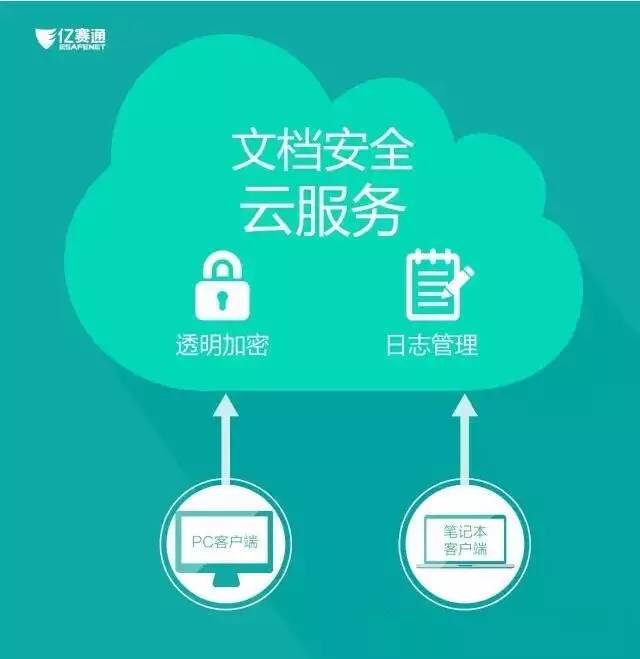 亿赛通
ESAFENET
文档安全
云服务
透明加密
日志管理
PC客户端
笔记本
客户端